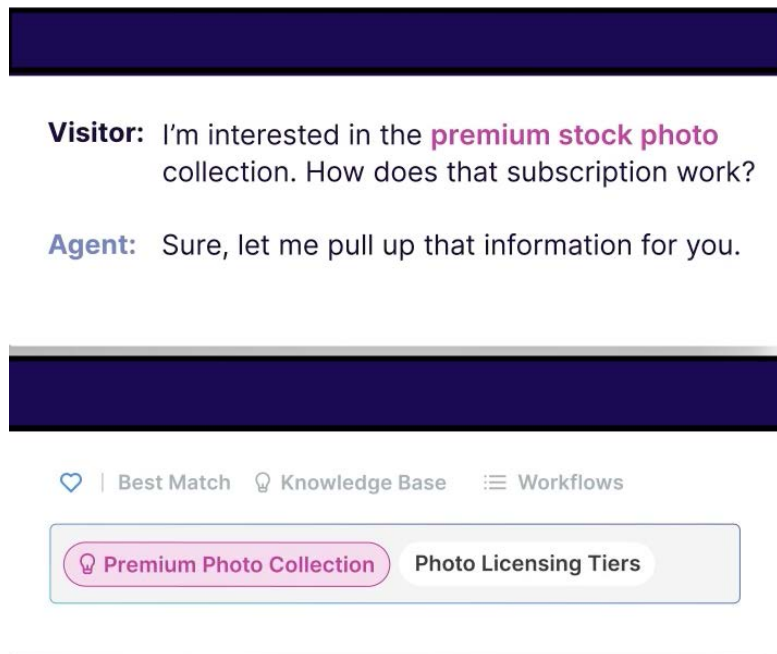 Visitor: I'm interested in the premium stock photo
collection. How does that subscription work?
Agent: Sure, let me pull up that information for you.
| Best Match Knowledge Base Workflows
Premium Photo Collection Photo Licensing Tiers